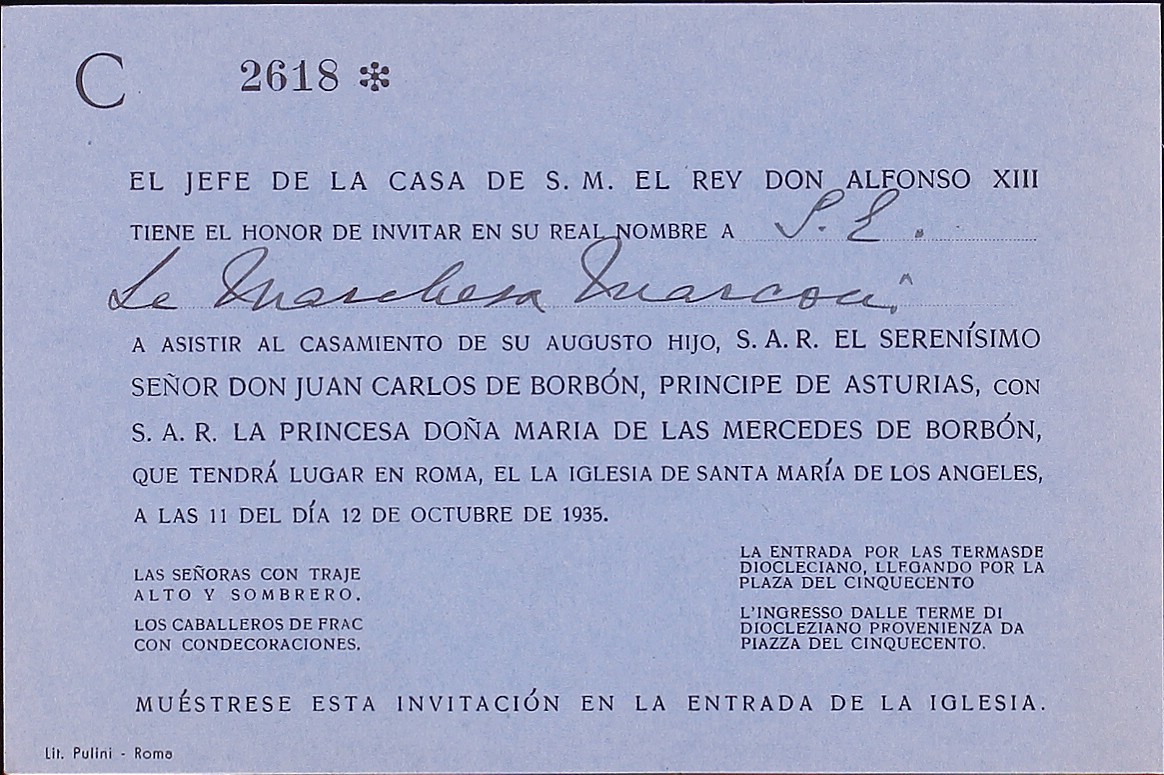 C 2618 *
EL JEFE DE LA CASA DE S. M. EL REY DON ALFONSO XIII
TIENE EL HONOR DE INVITAR EN SU REAL NOMBRE A S. E.
La Marchesa Marconi
A ASISTIR AL CASAMIENTO DE SU AUGUSTO HIJO, S. A. R. EL SERENÍSIMO
SEÑOR DON JUAN CARLOS DE BORBÓN, PRINCIPE DE ASTURIAS, CON
S. A. R. LA PRINCESA DOÑA MARIA DE LAS MERCEDES DE BORBÓN,
QUE TENDRÁ LUGAR EN ROMA, EL LA IGLESIA DE SANTA MARÍA DE LOS ANGELES,
A LAS 11 DEL DÍA 12 DE OCTUBRE DE 1935.
LAS SEÑORAS CON TRAJE
ALTO Y SOMBRERO.
LOS CABALLEROS DE FRAC
CON CONDECORACIONES.
LA ENTRADA POR LAS TERMASDE
DIOCLECIANO, LLEGANDO POR LA
PLAZA DEL CINQUECENTO
L'INGRESSO DALLE TERME DI
DIOCLEZIANO PROVENIENZA DA
PIAZZA DEL CINQUECENTO.
MUÉSTRESE ESTA INVITACIÓN EN LA ENTRADA DE LA IGLESIA.
Lit. Pulini - Roma